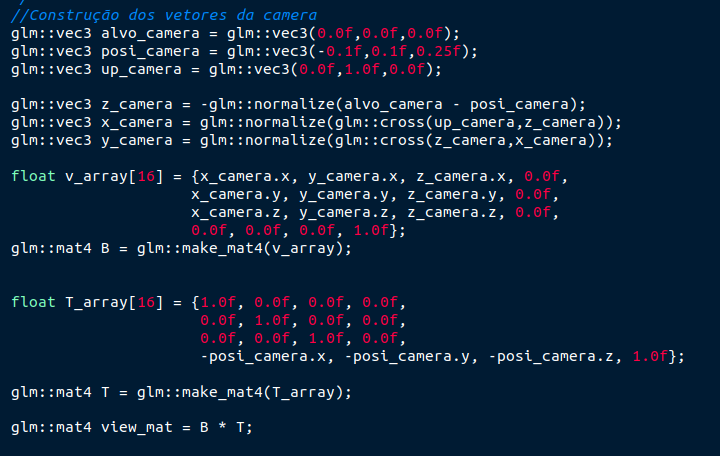 //Construção dos vetores da camera
glm::vec3 alvo_camera = glm::vec3(0.0f,0.0f,0.0f);
glm::vec3 posi_camera = glm::vec3(-0.1f,0.1f,0.25f);
glm::vec3 up_camera = glm::vec3(0.0f,1.0f,0.0f);
glm::vec3 z_camera = -glm::normalize(alvo_camera - posi_camera);
glm::vec3 x_camera = glm::normalize(glm::cross(up_camera,z_camera));
glm::vec3 y_camera = glm::normalize(glm::cross(z_camera,x_camera));
float v_array[16] = {x_camera.x, y_camera.x, z_camera.x, 0.0f,
x_camera.y, y_camera.y, z_camera.y, 0.0f,
x_camera.z, y_camera.z, z_camera.z, 0.0f,
0.0f, 0.0f, 0.0f, 1.0f};
glm::mat4 B = glm::make_mat4(v_array);
float T_array[16] = {1.0f, 0.0f, 0.0f, 0.0f,
0.0f, 1.0f, 0.0f, 0.0f,
0.0f, 0.0f, 1.0f, 0.0f,
-posi_camera.x, -posi_camera.y, -posi_camera.z, 1.0f};
glm::mat4 T = glm::make_mat4(T_array);
glm::mat4 view_mat = B * T;